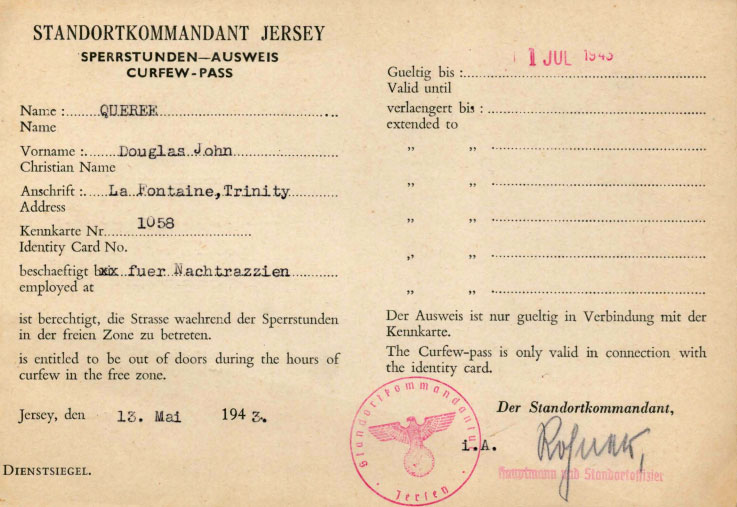 STANDORTKOMMANDANT JERSEY
SPERRSTUNDEN—AUSWEIS
CURFEW-PASS
Name : QUEREE
Name
Vorname : Douglas John
Christian Name
Anschrift : La Fontaine, Trinity
Address
Kennkarte Nr. 1058
Identity Card No.
beschaeftigt bei xx fuer Nachtrazzien
employed at
ist berechtigt, die Strasse waehrend der Sperrstunden
in der freien Zone zu betreten.
is entitled to be out of doors during the hours of
curfew in the free zone.
Jersey, den 13. Mai 1943.
DIENSTSIEGEL.
1 JUL 1943
Gueltig bis :
Valid until
verlaengert bis :
extended to
„ „
„ „
„ „
„ „
„ „
Der Ausweis ist nur gueltig in Verbindung mit der
Kennkarte.
The Curfew-pass is only valid in connection with
the identity card.
Der Standortkommandant,
i.A.
Hauptmann und Standortoffizier
Standortkommandantur
Jersey